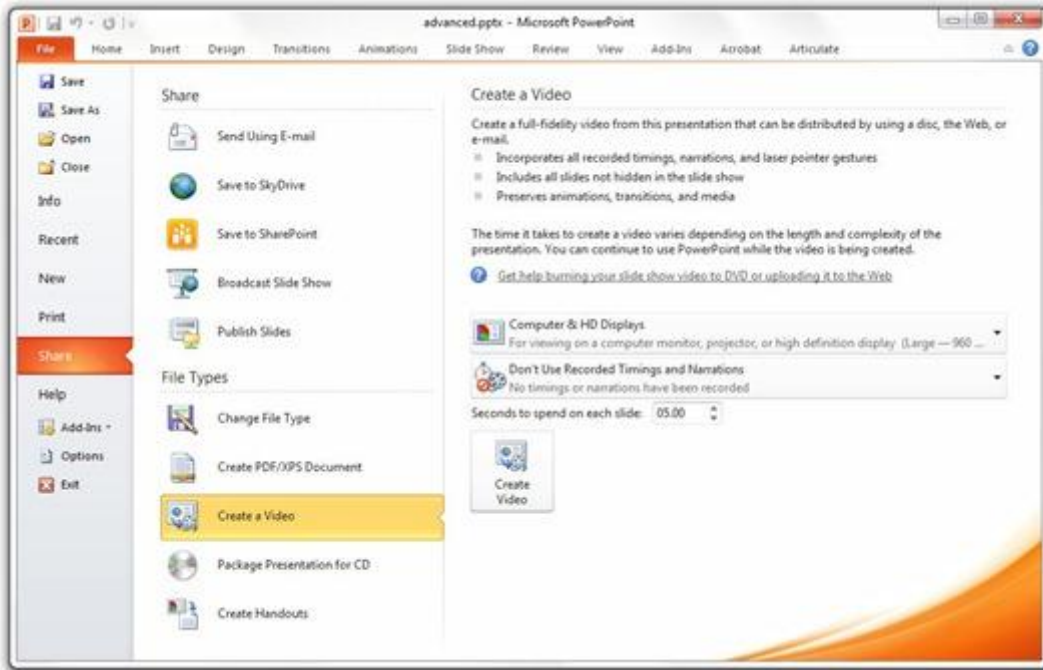 advanced.pptx - Microsoft PowerPoint
File Home Insert Design Transitions Animations Slide Show Review View Add-Ins Acrobat Articulate
Save
Save As
Open
Close
Info
Recent
New
Print
Share
Help
Add-Ins
Options
Exit
Share
Send Using E-mail
Save to SkyDrive
Save to SharePoint
Broadcast Slide Show
Publish Slides
File Types
Change File Type
Create PDF/XPS Document
Create a Video
Package Presentation for CD
Create Handouts
Create a Video
Create a full-fidelity video from this presentation that can be distributed by using a disc, the Web, or
e-mail.
Incorporates all recorded timings, narrations, and laser pointer gestures
Includes all slides not hidden in the slide show
Preserves animations, transitions, and media
The time it takes to create a video varies depending on the length and complexity of the
presentation. You can continue to use PowerPoint while the video is being created.
Get help burning your slide show video to DVD or uploading it to the Web
Computer & HD Displays
For viewing on a computer monitor, projector, or high definition display (Large — 960 ...
Don't Use Recorded Timings and Narrations
No timings or narrations have been recorded
Seconds to spend on each slide: 05.00
Create
Video